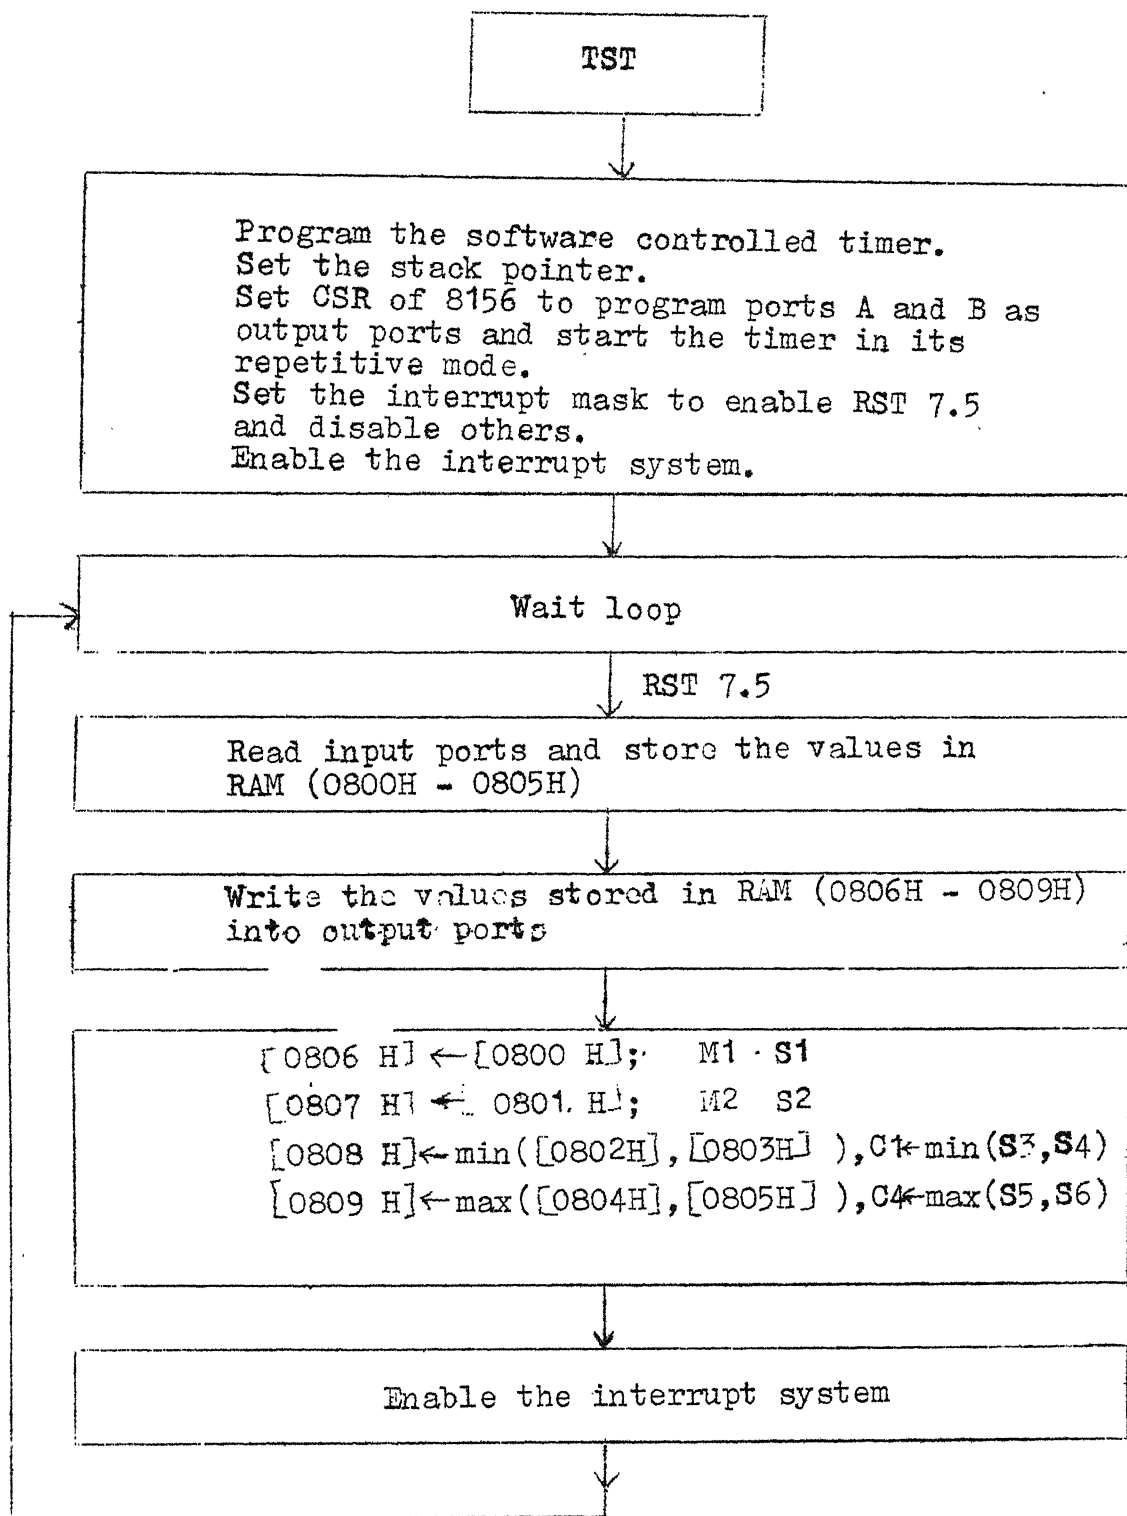 TST
Program the software controlled timer.
Set the stack pointer.
Set CSR of 8156 to program ports A and B as
output ports and start the timer in its
repetitive mode.
Set the interrupt mask to enable RST 7.5
and disable others.
Enable the interrupt system.
Wait loop
RST 7.5
Read input ports and store the values in
RAM (0800H - 0805H)
Write the values stored in RAM (0806H - 0809H)
into output ports
[0806 H] ← [0800 H]; M1 S1
[0807 H] ← [0801 H]; M2 S2
[0808 H]←min([0802H],[0803H] ),C1←min(S3,S4)
[0809 H]←max([0804H],[0805H] ),C4←max(S5,S6)
Enable the interrupt system